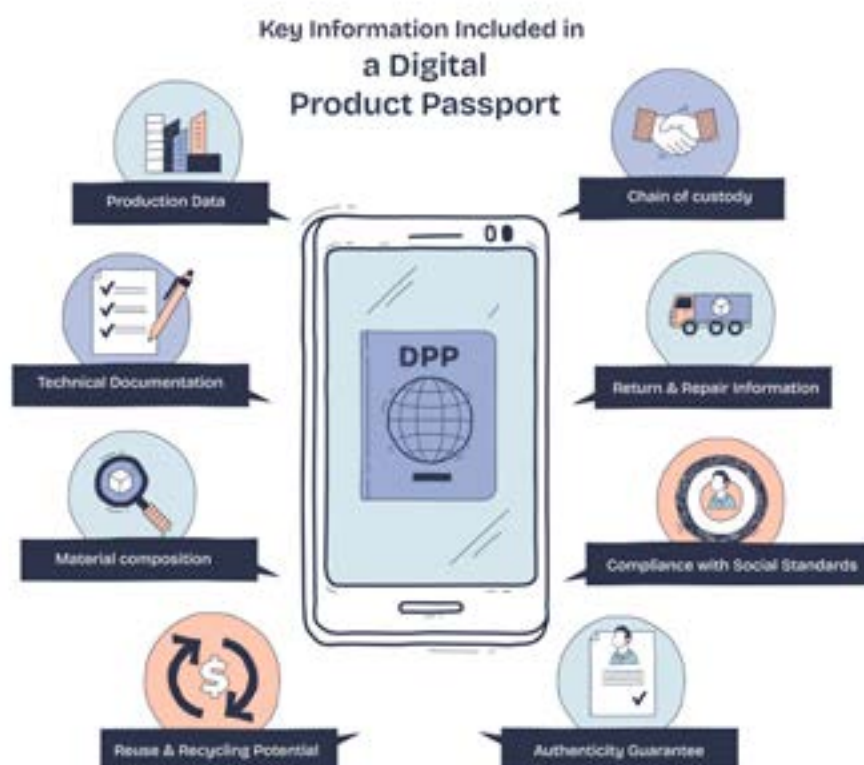 Key Information Included in
a Digital
Product Passport
Production Data
Chain of custody
Technical Documentation
DPP
Return & Repair Information
Material composition
Compliance with Social Standards
Reuse & Recycling Potential
Authenticity Guarantee